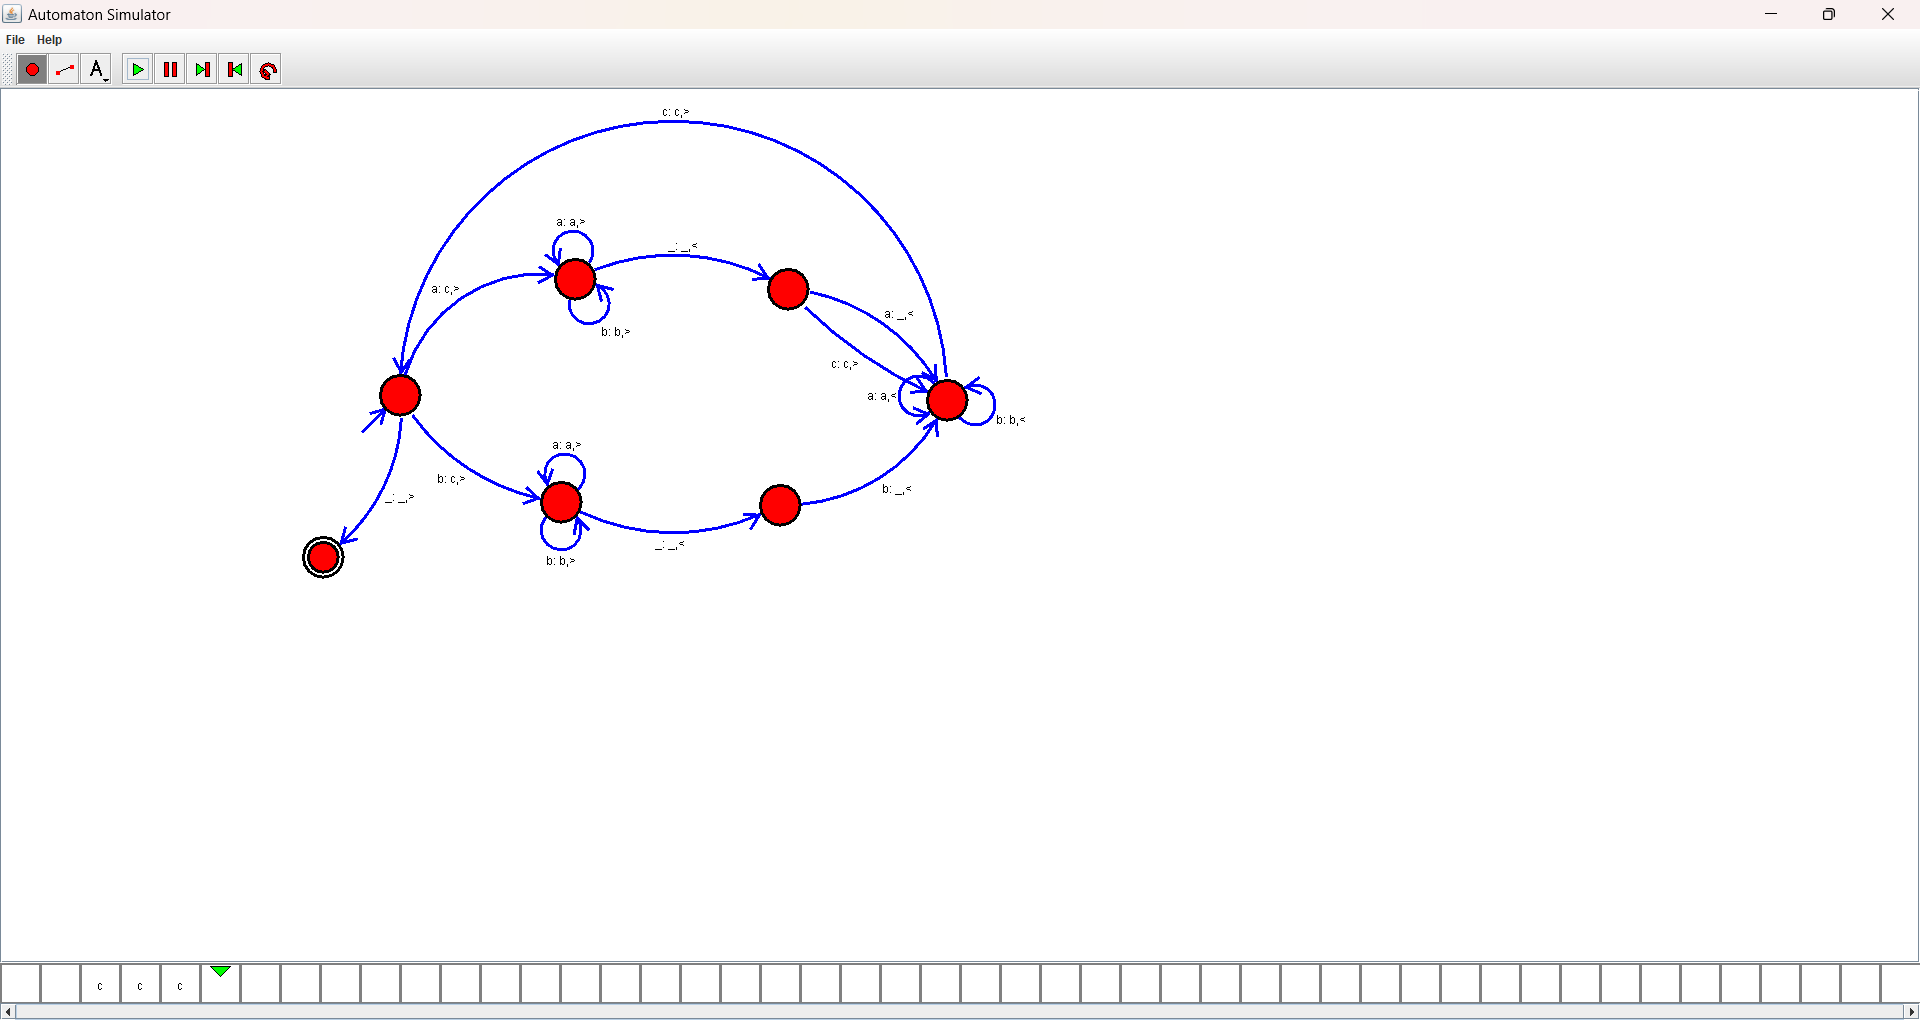 Automaton Simulator
File Help
A
c: c,>
a: a,>
_: _,<
a: c,>
a: _,<
b: b,>
c: c,>
a: a,<
b: b,<
a: a,>
b: c,>
b: _,<
_: _,>
_: _,<
b: b,>
c c c